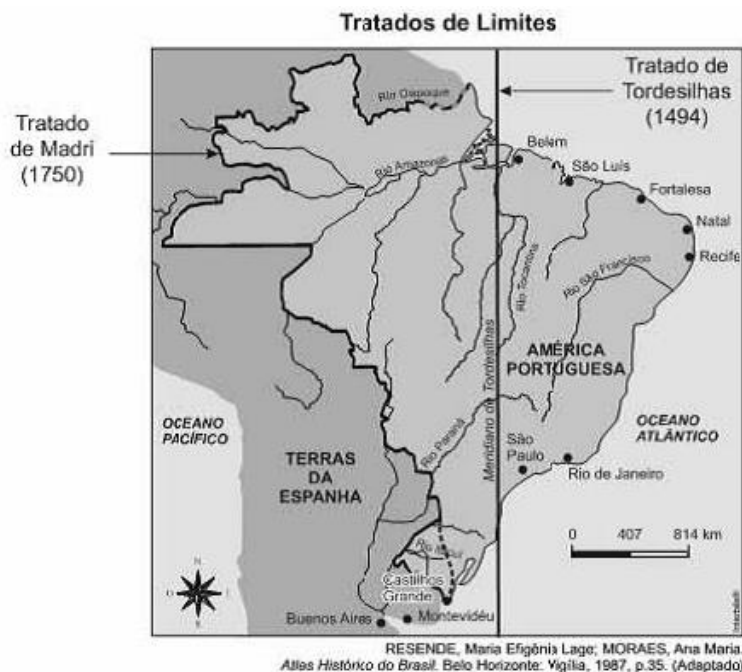 Tratados de Limites
Tratado de
Tordesilhas
(1494)
Tratado
de Madri
(1750)
Rio Oiapoque
Rio Amazonas
Belem
São Luís
Fortalesa
Natal
Recife
Rio Tocantins
Rio São Francisco
Meridiano de Tordesilhas
AMÉRICA
PORTUGUESA
OCEANO
PACÍFICO
OCEANO
ATLÂNTICO
TERRAS
DA
ESPANHA
Rio Paraná
São
Paulo
Rio de Janeiro
0 407 814 km
Castilhos
Grande
Buenos Aires
Montevidéu
N
O
S
RESENDE, Maria Efigênia Lage; MORAES, Ana Maria.
Atlas Histórico do Brasil. Belo Horizonte: Vigília, 1987, p.35. (Adaptado)